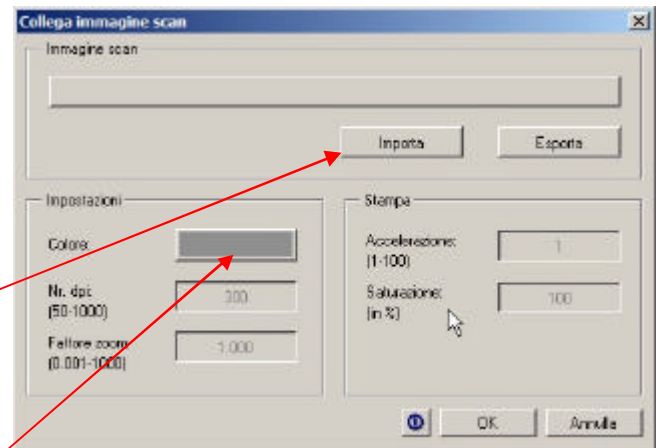 Collega immagine scan
Immagine scan
Importa
Esporta
Impostazioni
Stampa
Colore:
Accelerazione:
(1-100)
1
Nr. dpi:
(50-1000)
300
Saturazione:
(in %)
100
Fattore zoom:
(0.001-1000)
1.000
OK
Annulla